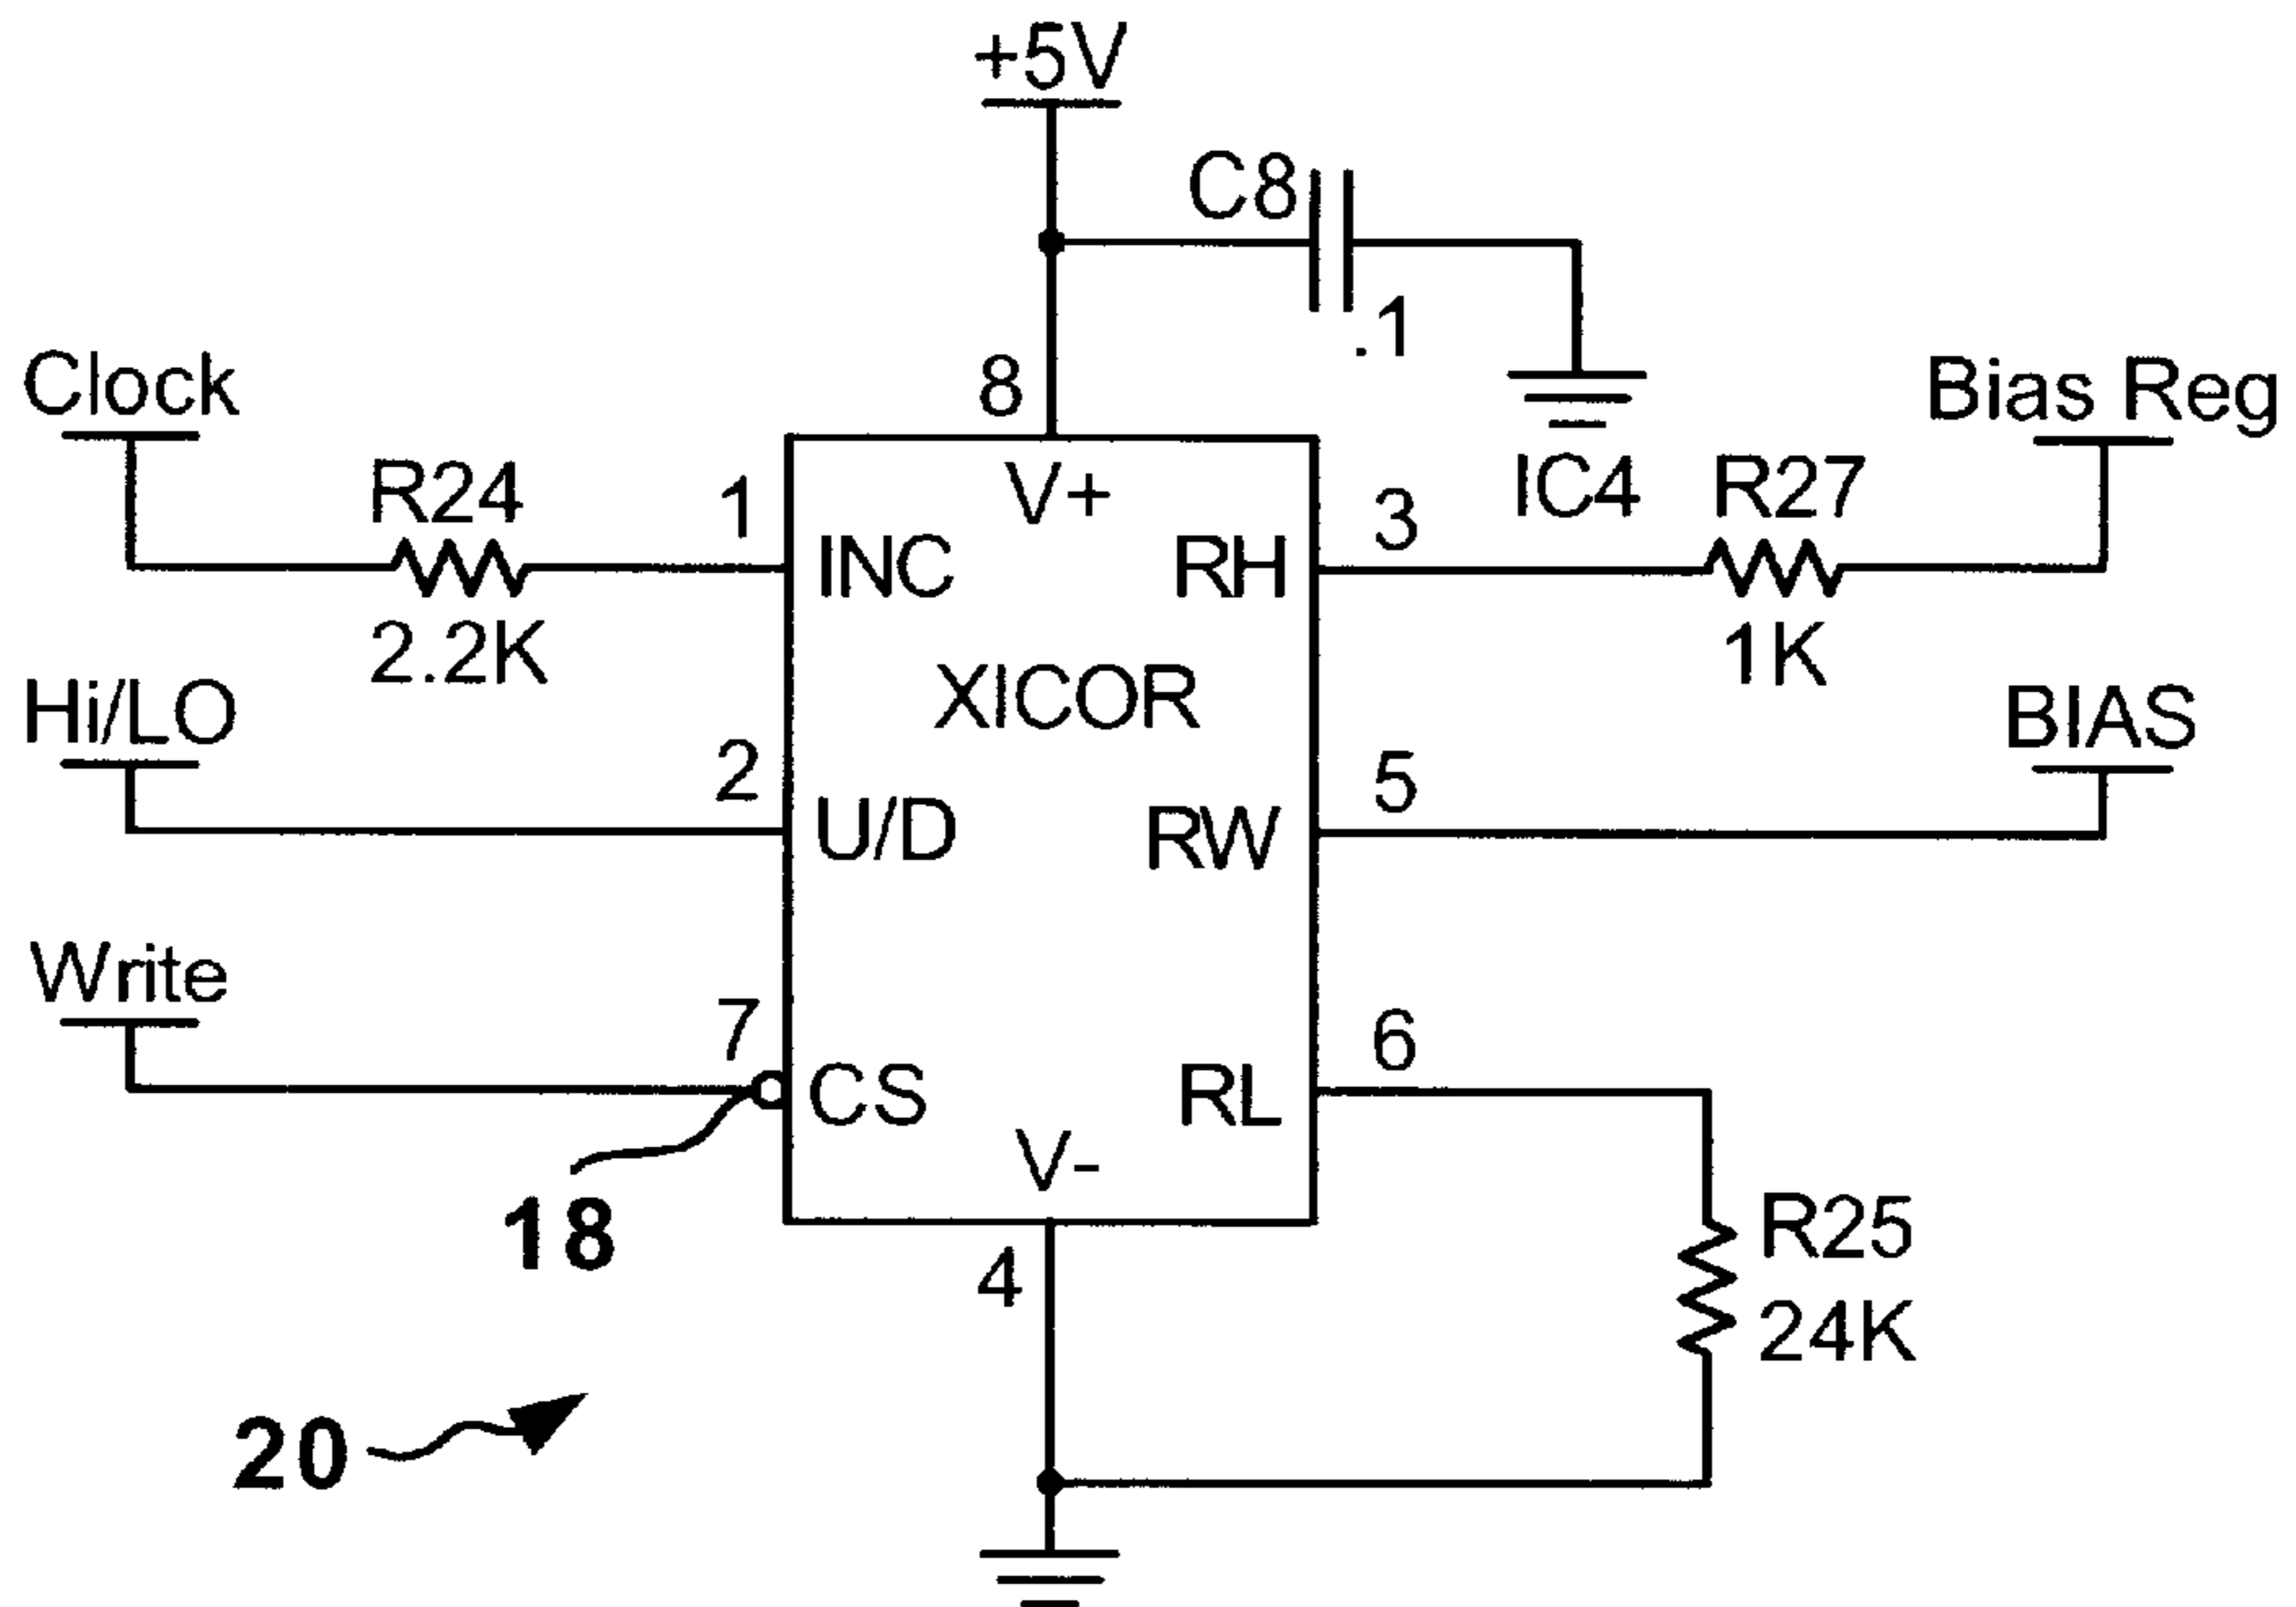 +5V
C8
.1
8
Clock
Bias Reg
R24
1
V+
3
IC4
R27
INC
RH
2.2K
XICOR
1K
Hi/LO
BIAS
2
5
U/D
RW
Write
7
6
CS
RL
V-
18
4
R25
24K
20